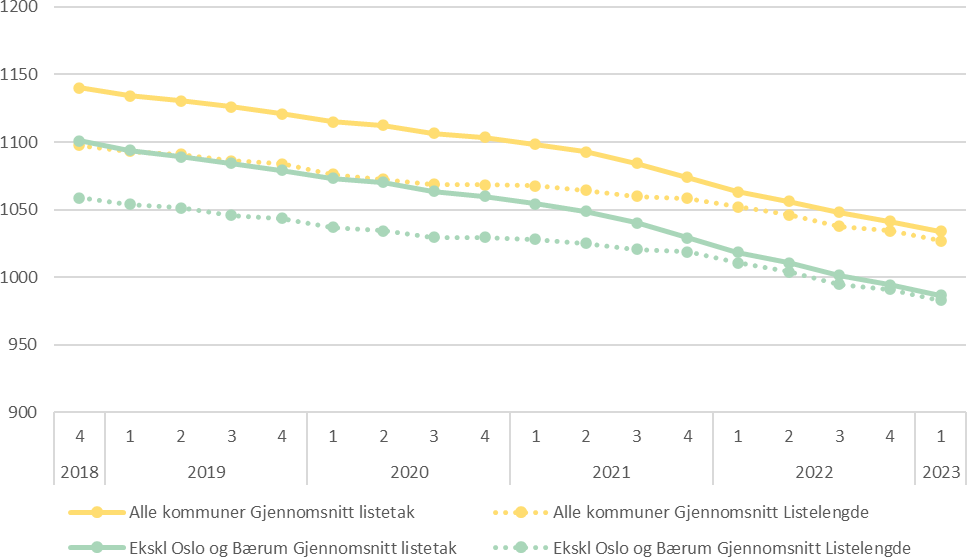 1200
1150
1100
1050
1000
950
900
4 1 2 3 4 1 2 3 4 1 2 3 4 1 2 3 4 1
2018 2019 2020 2021 2022 2023
Alle kommuner Gjennomsnitt listetak Alle kommuner Gjennomsnitt Listelengde
Ekskl Oslo og Bærum Gjennomsnitt listetak Ekskl Oslo og Bærum Gjennomsnitt Listelengde